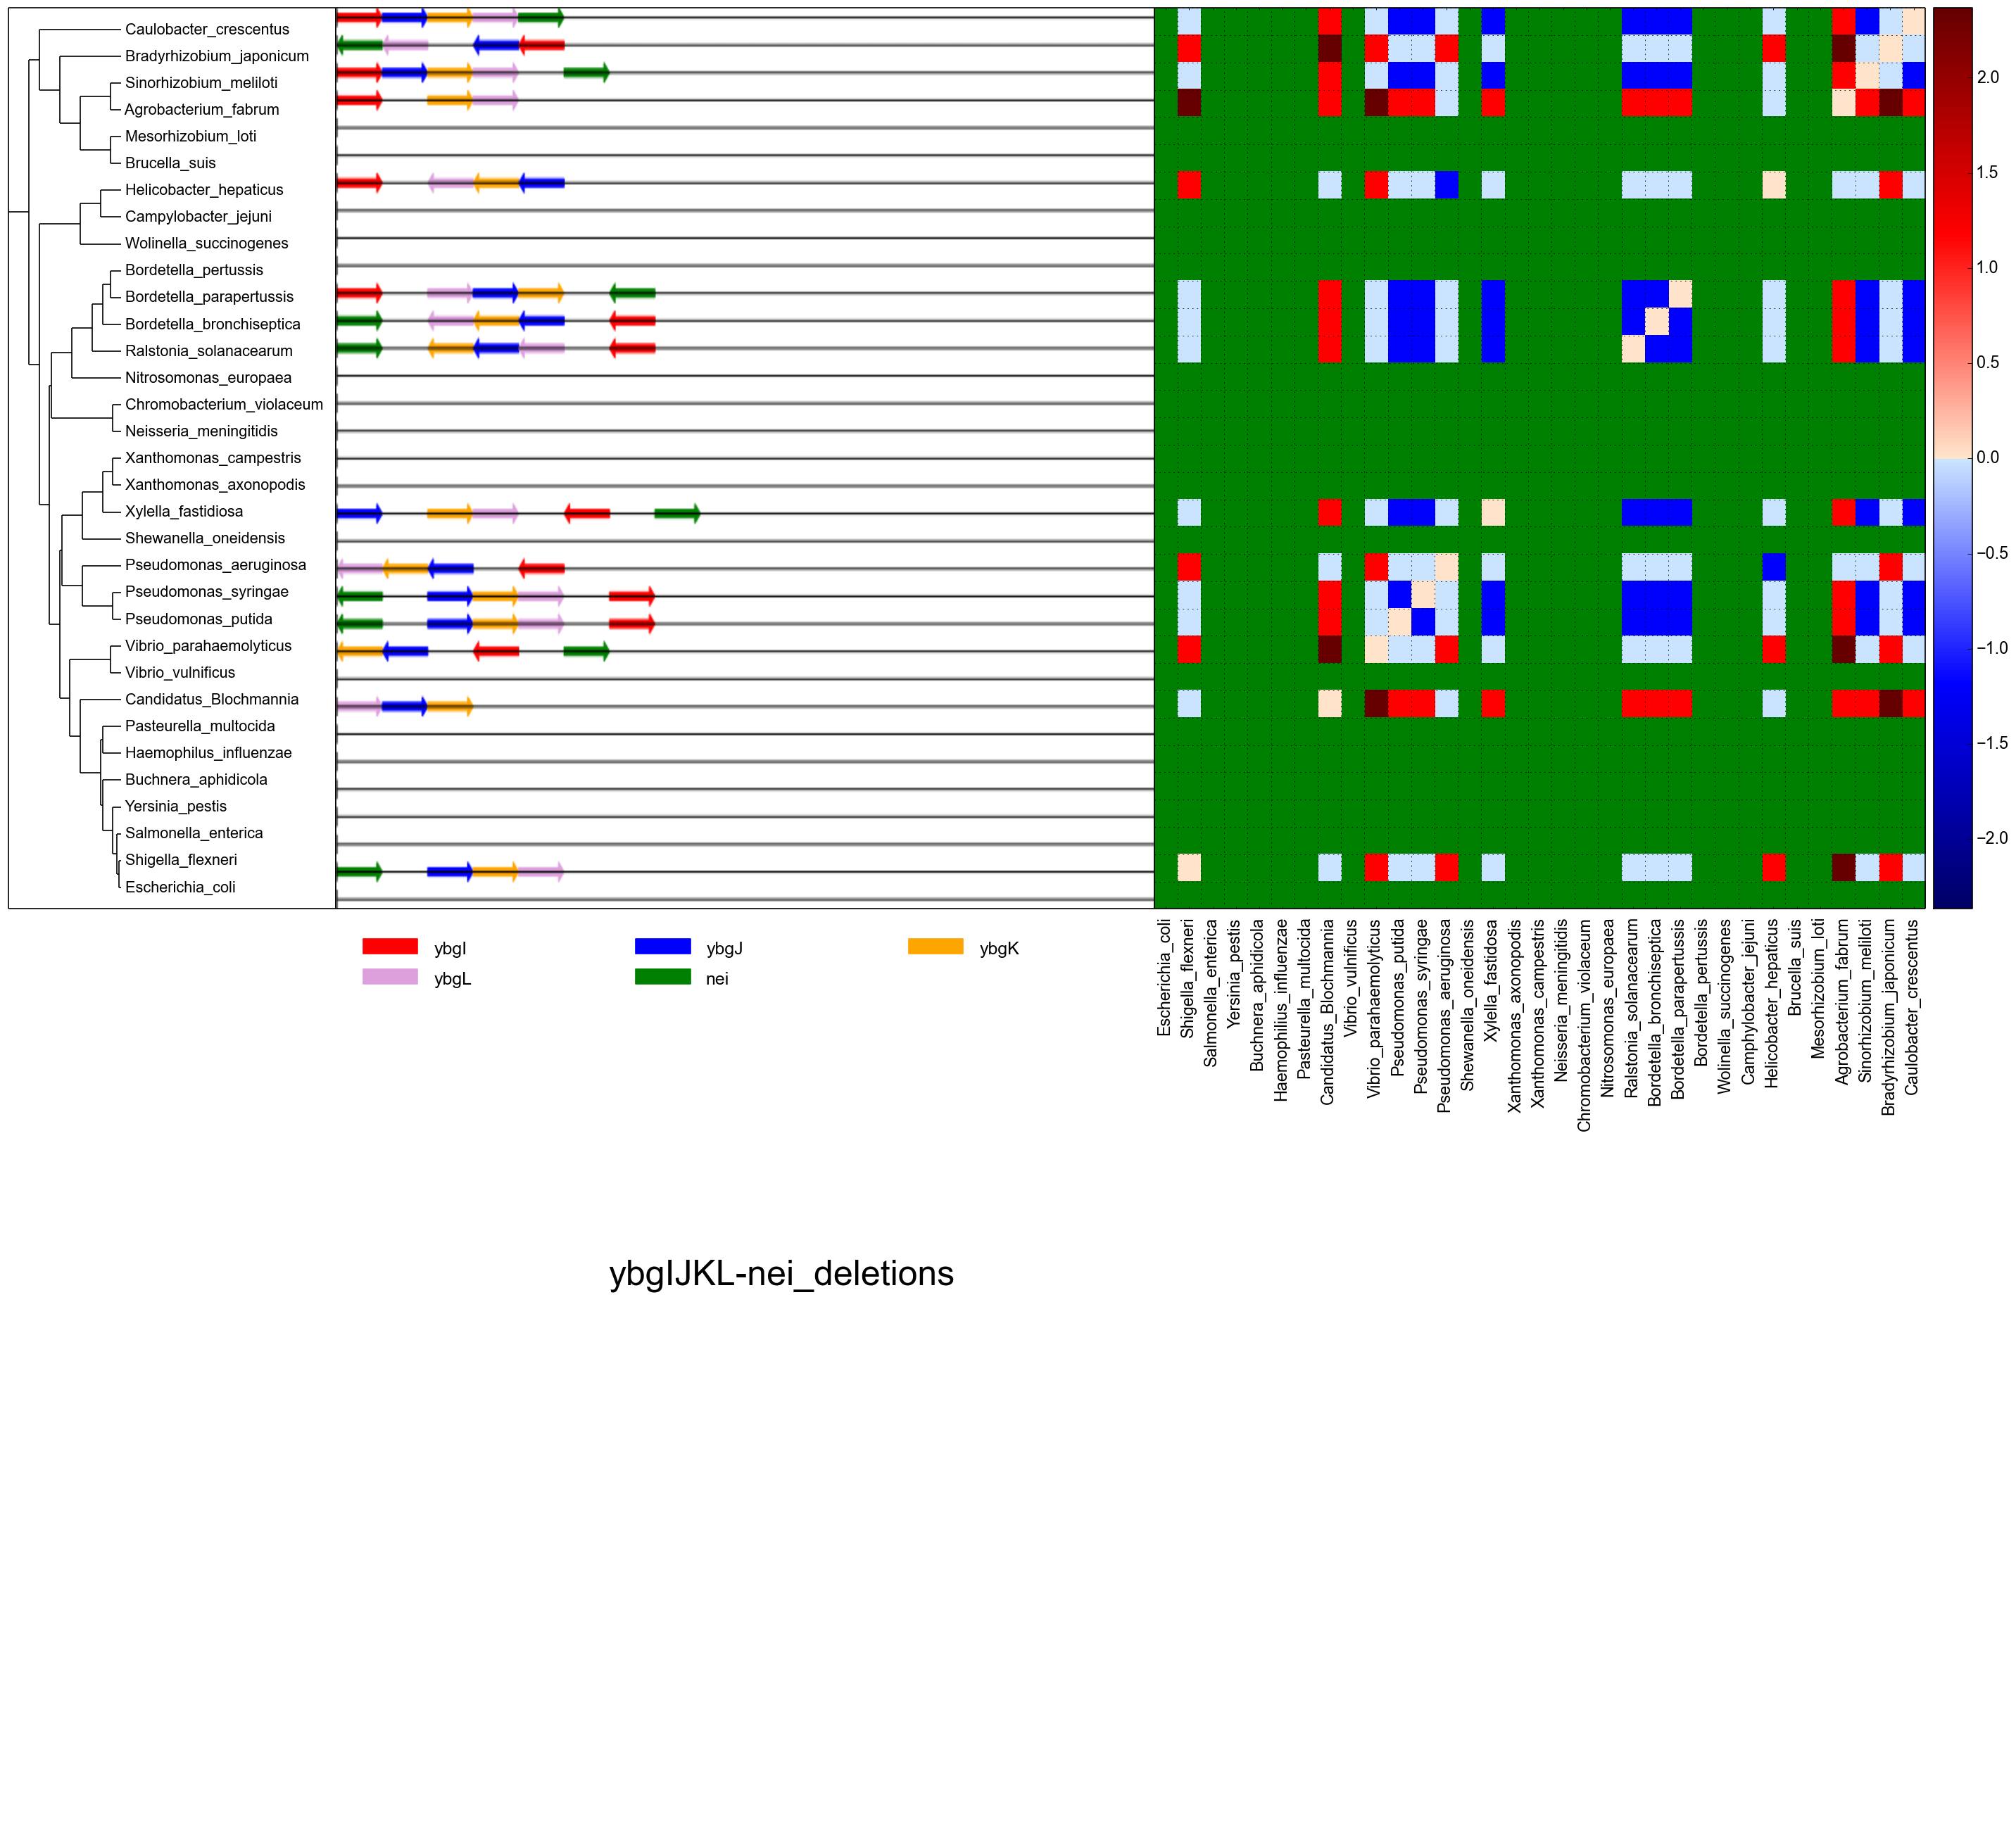 Caulobacter_crescentus
Bradyrhizobium_japonicum
Sinorhizobium_meliloti
Agrobacterium_fabrum
Mesorhizobium_loti
Brucella_suis
Helicobacter_hepaticus
Campylobacter_jejuni
Wolinella_succinogenes
Bordetella_pertussis
Bordetella_parapertussis
Bordetella_bronchiseptica
Ralstonia_solanacearum
Nitrosomonas_europaea
Chromobacterium_violaceum
Neisseria_meningitidis
Xanthomonas_campestris
Xanthomonas_axonopodis
Xylella_fastidiosa
Shewanella_oneidensis
Pseudomonas_aeruginosa
Pseudomonas_syringae
Pseudomonas_putida
Vibrio_parahaemolyticus
Vibrio_vulnificus
Candidatus_Blochmannia
Pasteurella_multocida
Haemophilus_influenzae
Buchnera_aphidicola
Yersinia_pestis
Salmonella_enterica
Shigella_flexneri
Escherichia_coli
2.0
1.5
1.0
0.5
0.0
−0.5
−1.0
−1.5
−2.0
ybgI
ybgJ
ybgK
ybgL
nei
Escherichia_coli
Shigella_flexneri
Salmonella_enterica
Yersinia_pestis
Buchnera_aphidicola
Haemophilus_influenzae
Pasteurella_multocida
Candidatus_Blochmannia
Vibrio_vulnificus
Vibrio_parahaemolyticus
Pseudomonas_putida
Pseudomonas_syringae
Pseudomonas_aeruginosa
Shewanella_oneidensis
Xylella_fastidiosa
Xanthomonas_axonopodis
Xanthomonas_campestris
Neisseria_meningitidis
Chromobacterium_violaceum
Nitrosomonas_europaea
Ralstonia_solanacearum
Bordetella_bronchiseptica
Bordetella_parapertussis
Bordetella_pertussis
Wolinella_succinogenes
Camphylobacter_jejuni
Helicobacter_hepaticus
Brucella_suis
Mesorhizobium_loti
Agrobacterium_fabrum
Sinorhizobium_meliloti
Bradyrhizobium_japonicum
Caulobacter_crescentus
ybgIJKL-nei_deletions